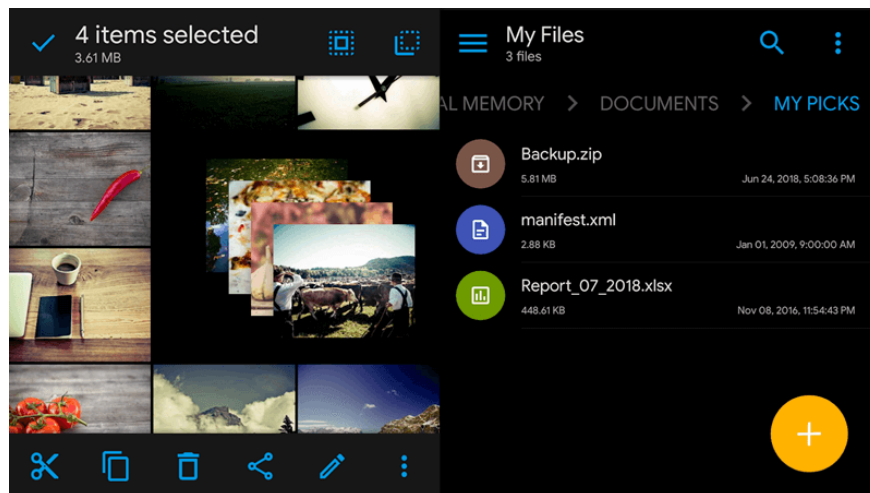 4 items selected
3.61 MB
My Files
3 files
AL MEMORY > DOCUMENTS > MY PICKS
Backup.zip
5.81 MB
Jun 24, 2018, 5:08:36 PM
manifest.xml
2.88 KB
Jan 01, 2009, 9:00:00 AM
Report_07_2018.xlsx
448.61 KB
Nov 08, 2016, 11:54:43 PM